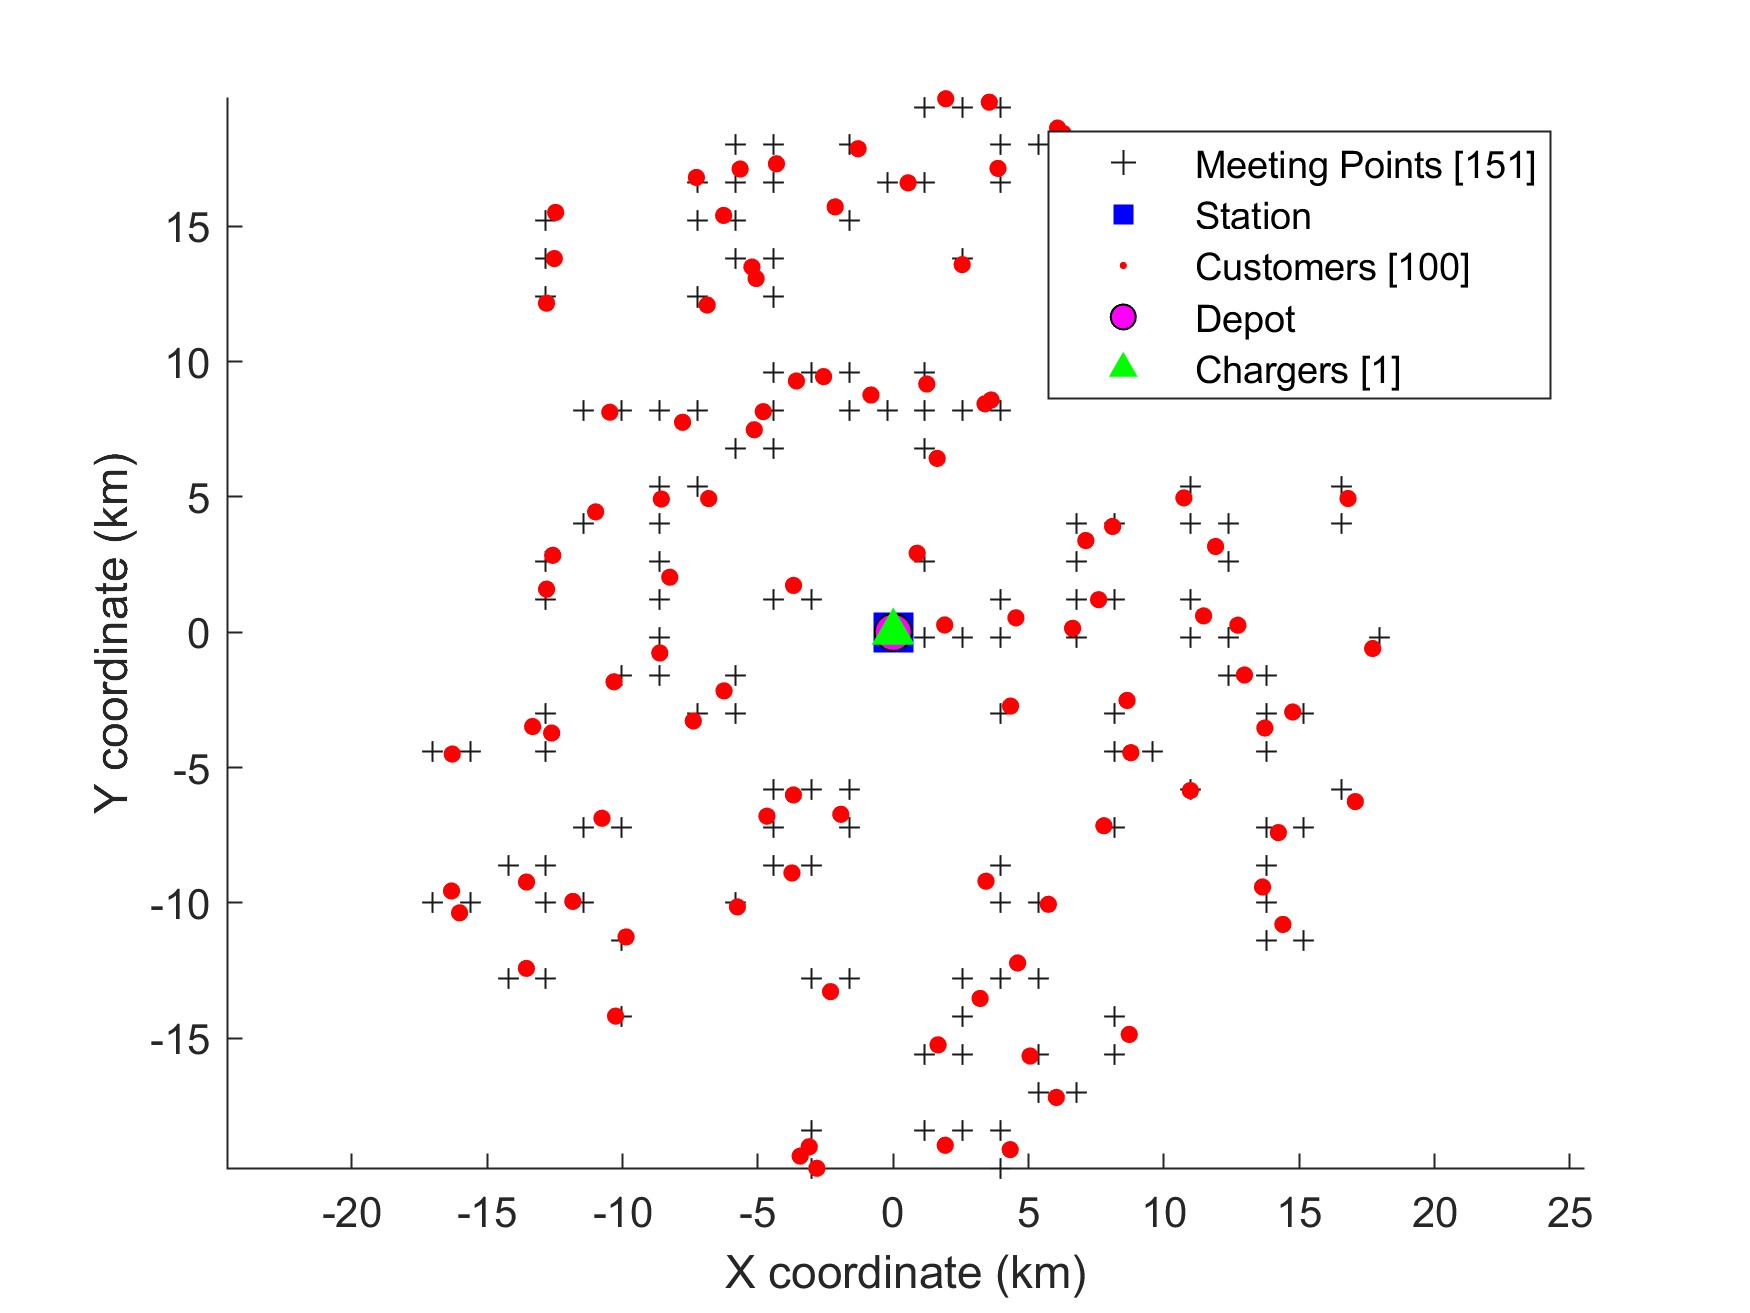 Meeting Points [151]
Station
Customers [100]
Depot
Chargers [1]
15
10
5
0
-5
-10
-15
Y coordinate (km)
-20 -15 -10 -5 0 5 10 15 20 25
X coordinate (km)